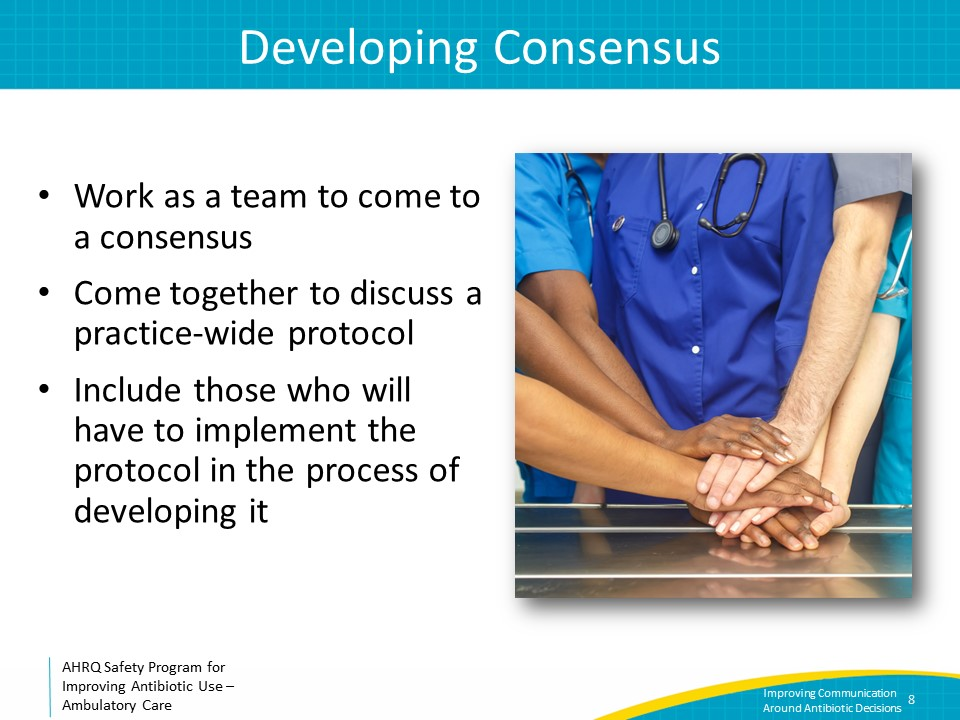 Developing Consensus
• Work as a team to come to
a consensus
• Come together to discuss a
practice-wide protocol
• Include those who will
have to implement the
protocol in the process of
developing it
AHRQ Safety Program for
Improving Antibiotic Use –
Ambulatory Care
Improving Communication
Around Antibiotic Decisions
8